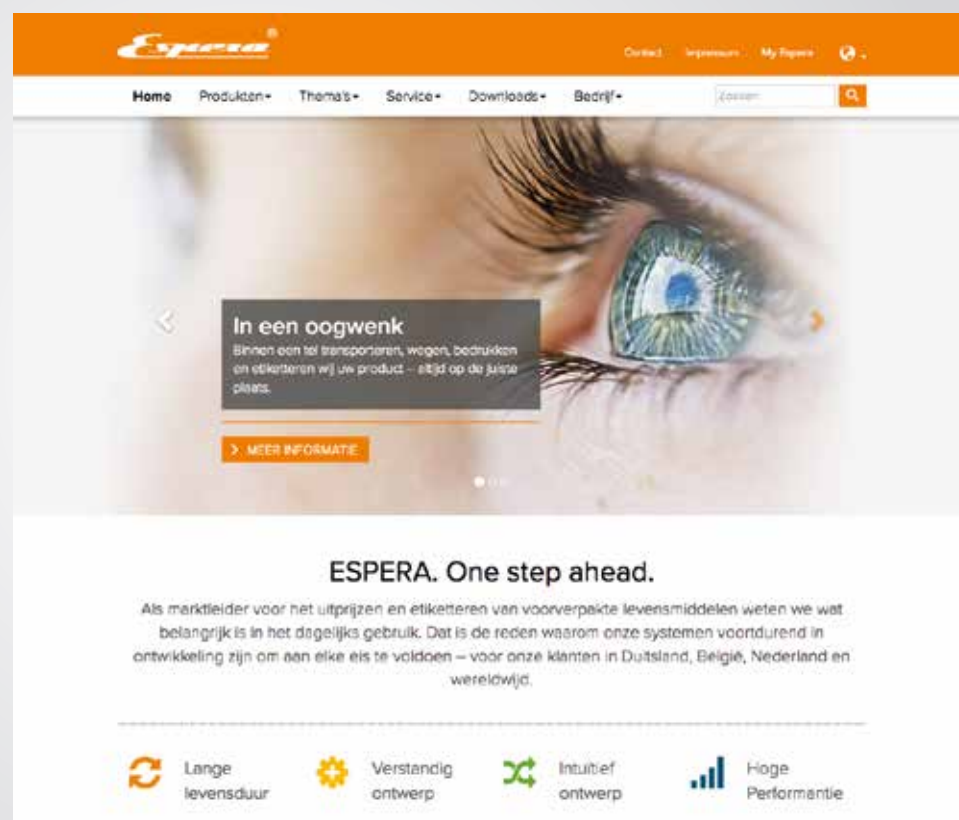 Espera®
Contact Impressum My Espera
Home Produkten Thema's Service Downloads Bedrijf Zoeken
In een oogwenk
Binnen een tel transporteren, wegen, bedrukken
en etiketteren wij uw product – altijd op de juiste
plaats.
> MEER INFORMATIE
ESPERA. One step ahead.
Als marktleider voor het uitprijzen en etiketteren van voorverpakte levensmiddelen weten we wat
belangrijk is in het dagelijks gebruik. Dat is de reden waarom onze systemen voortdurend in
ontwikkeling zijn om aan elke eis te voldoen – voor onze klanten in Duitsland, België, Nederland en
wereldwijd.
Lange
levensduur
Verstandig
ontwerp
Intuïtief
ontwerp
Hoge
Performantie